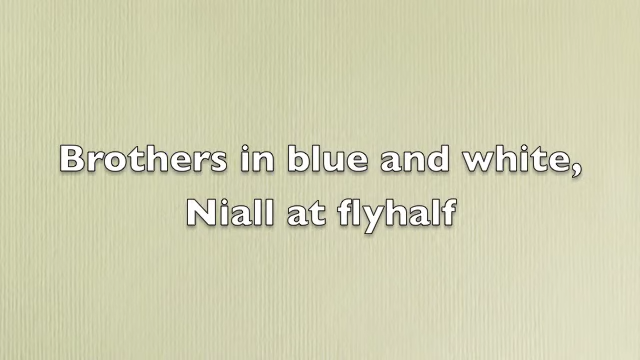 Brothers in blue and white,
Niall at flyhalf